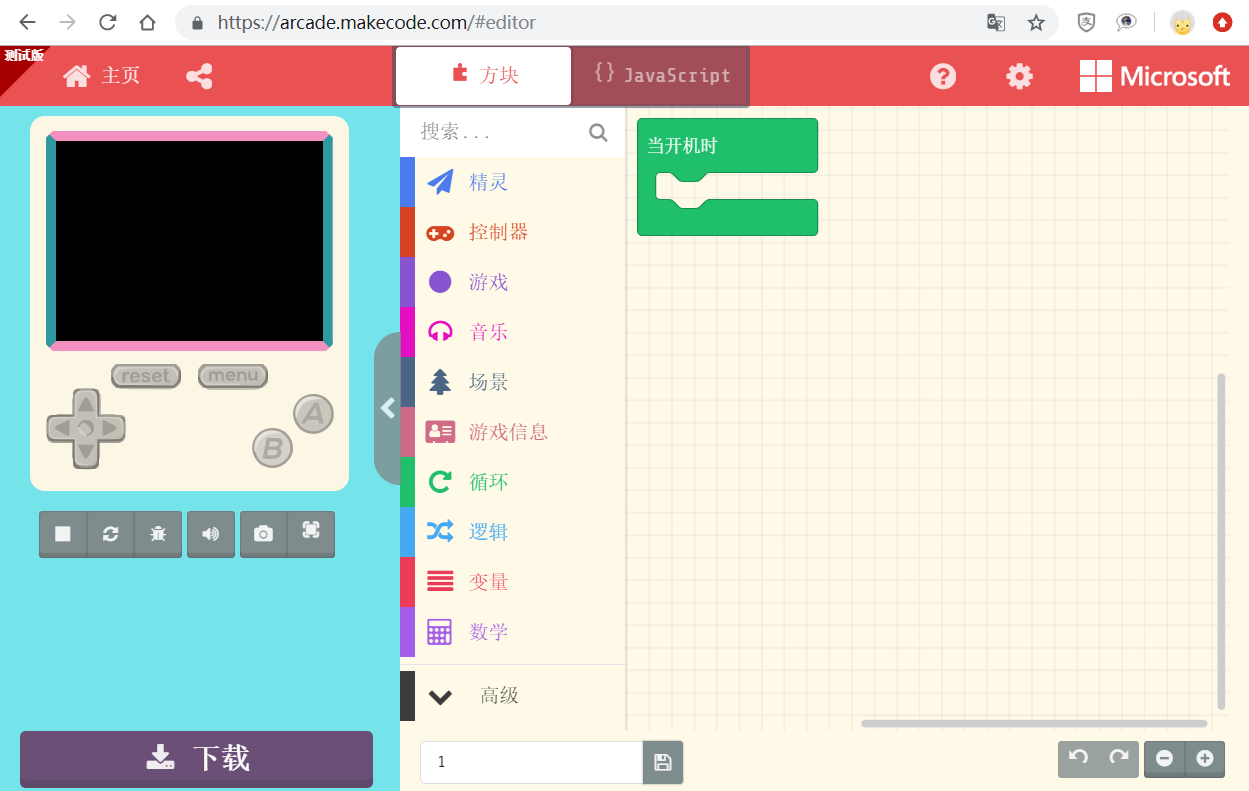 https://arcade.makecode.com/#editor
测试版
主页
方块
{} JavaScript
Microsoft
搜索...
当开机时
精灵
控制器
游戏
音乐
场景
游戏信息
循环
逻辑
变量
数学
高级
reset
menu
A
B
下载
1